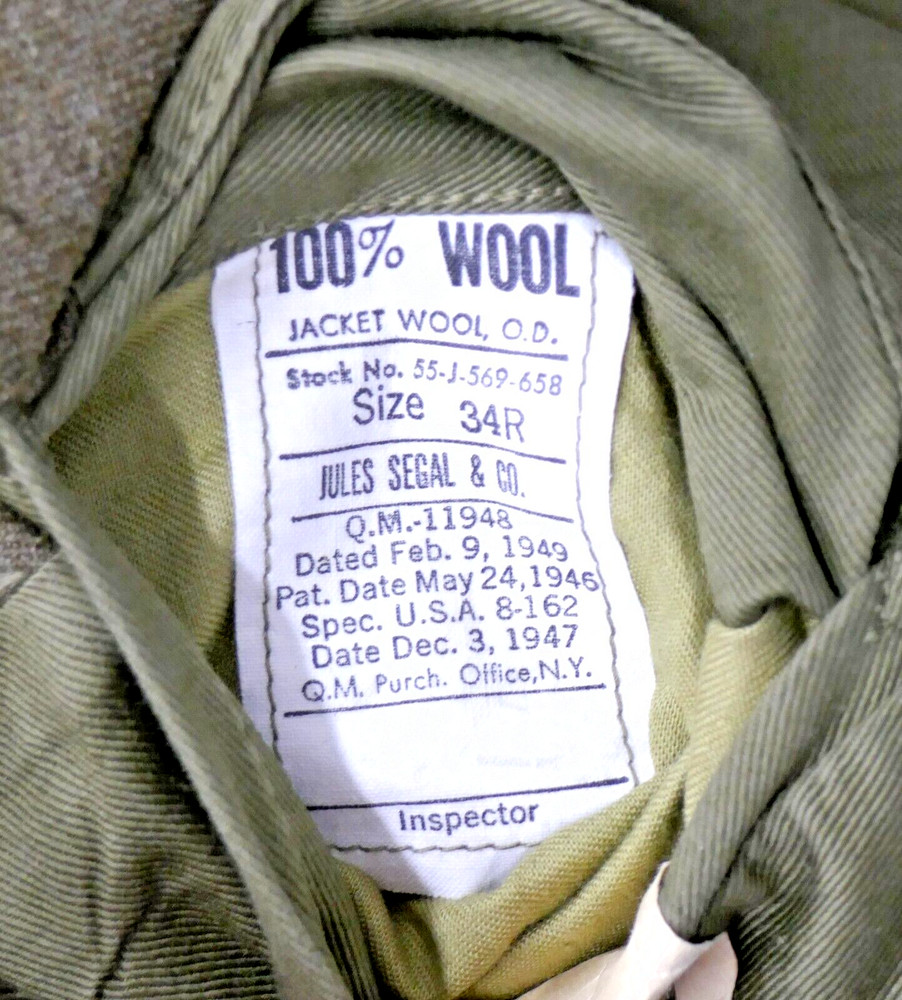 100% WOOL
JACKET WOOL, O.D.
Stock No. 55-J-569-658
Size 34R
JULES SEGAL & CO.
Q.M.-11948
Dated Feb. 9, 1949
Pat. Date May 24,1946
Spec. U.S.A. 8-162
Date Dec. 3, 1947
Q.M. Purch. Office,N.Y.
Inspector